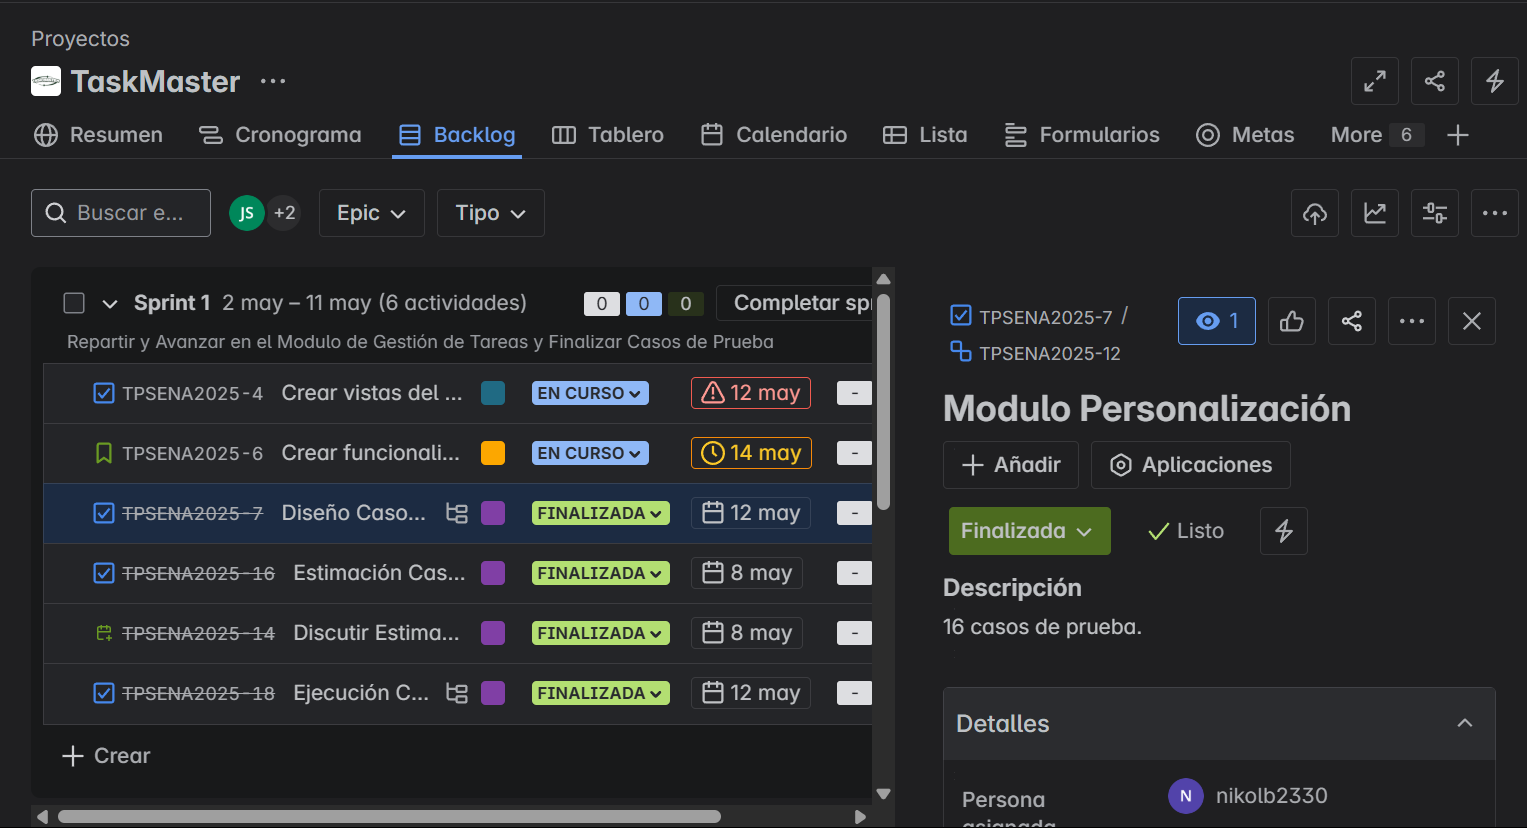 Proyectos
TaskMaster
Resumen Cronograma Backlog Tablero Calendario Lista Formularios Metas More 6
Buscar e... JS +2 Epic Tipo
Sprint 1 2 may – 11 may (6 actividades) 0 0 0 Completar spr
Repartir y Avanzar en el Modulo de Gestión de Tareas y Finalizar Casos de Prueba
TPSENA2025-4 Crear vistas del ... EN CURSO 12 may -
TPSENA2025-6 Crear funcionali... EN CURSO 14 may -
TPSENA2025-7 Diseño Caso... FINALIZADA 12 may -
TPSENA2025-16 Estimación Cas... FINALIZADA 8 may -
TPSENA2025-14 Discutir Estima... FINALIZADA 8 may -
TPSENA2025-18 Ejecución C... FINALIZADA 12 may -
Crear
TPSENA2025-7 / 1
TPSENA2025-12
Modulo Personalización
Añadir Aplicaciones
Finalizada Listo
Descripción
16 casos de prueba.
Detalles
Persona asignada
N nikolb2330